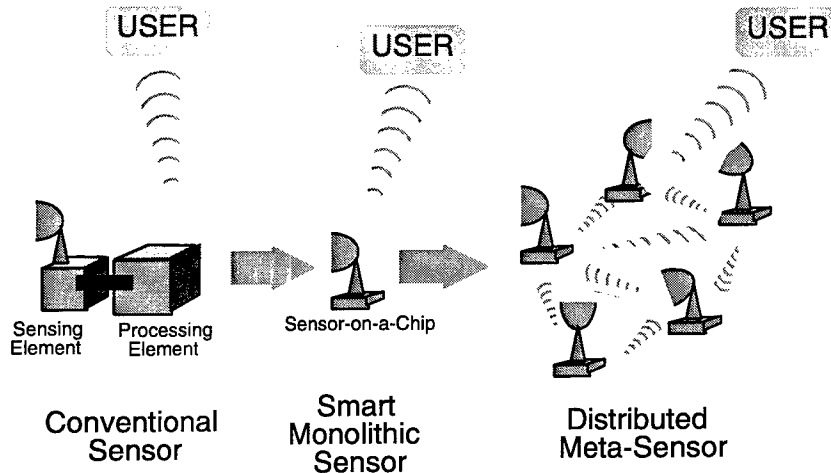 USER
USER
USER
Sensing
Element
Processing
Element
Sensor-on-a-Chip
Conventional
Sensor
Smart
Monolithic
Sensor
Distributed
Meta-Sensor